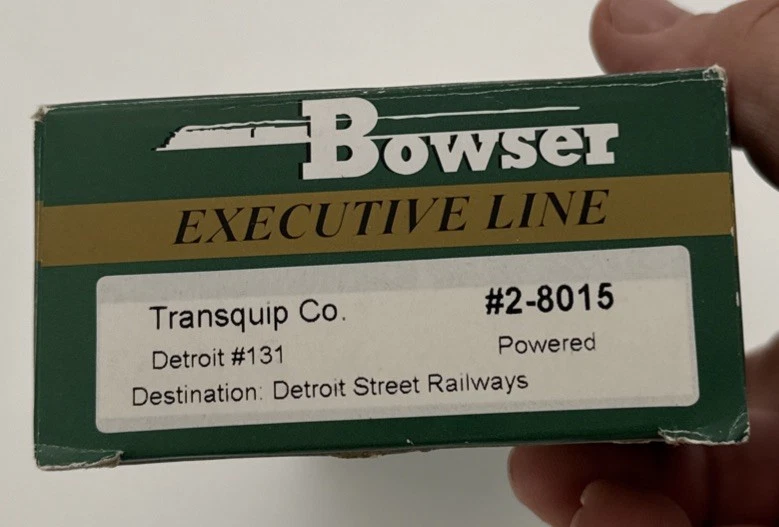 Bowser
EXECUTIVE LINE
Transquip Co. #2-8015
Detroit #131 Powered
Destination: Detroit Street Railways